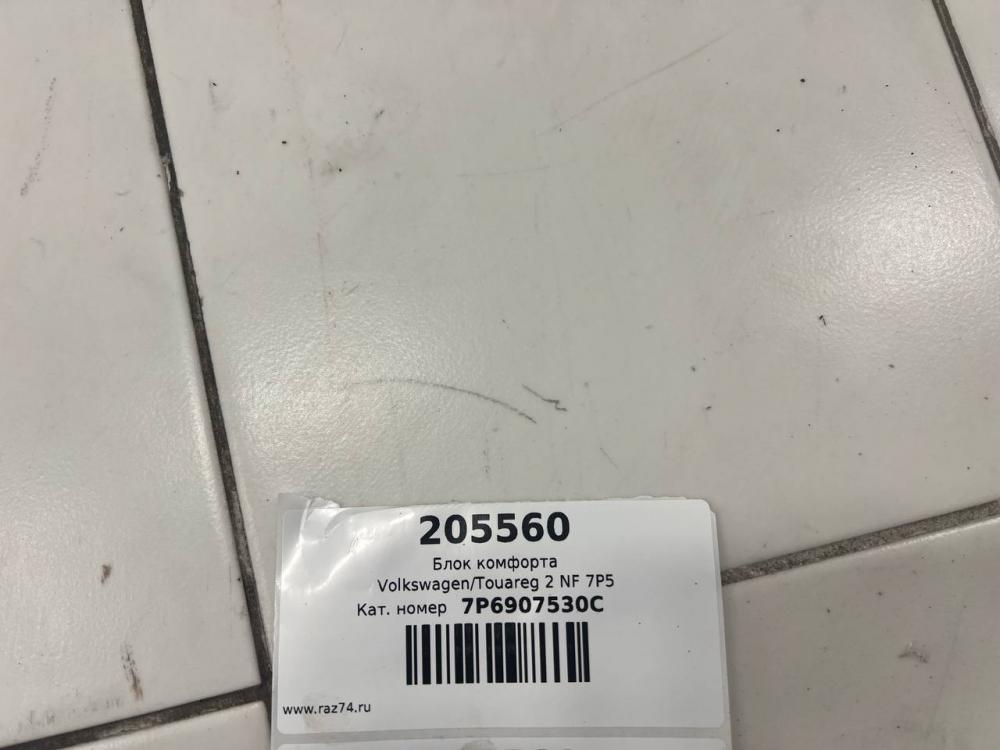 205560
Блок комфорта
Volkswagen/Touareg 2 NF 7P5
Кат. номер 7P6907530C
www.raz74.ru